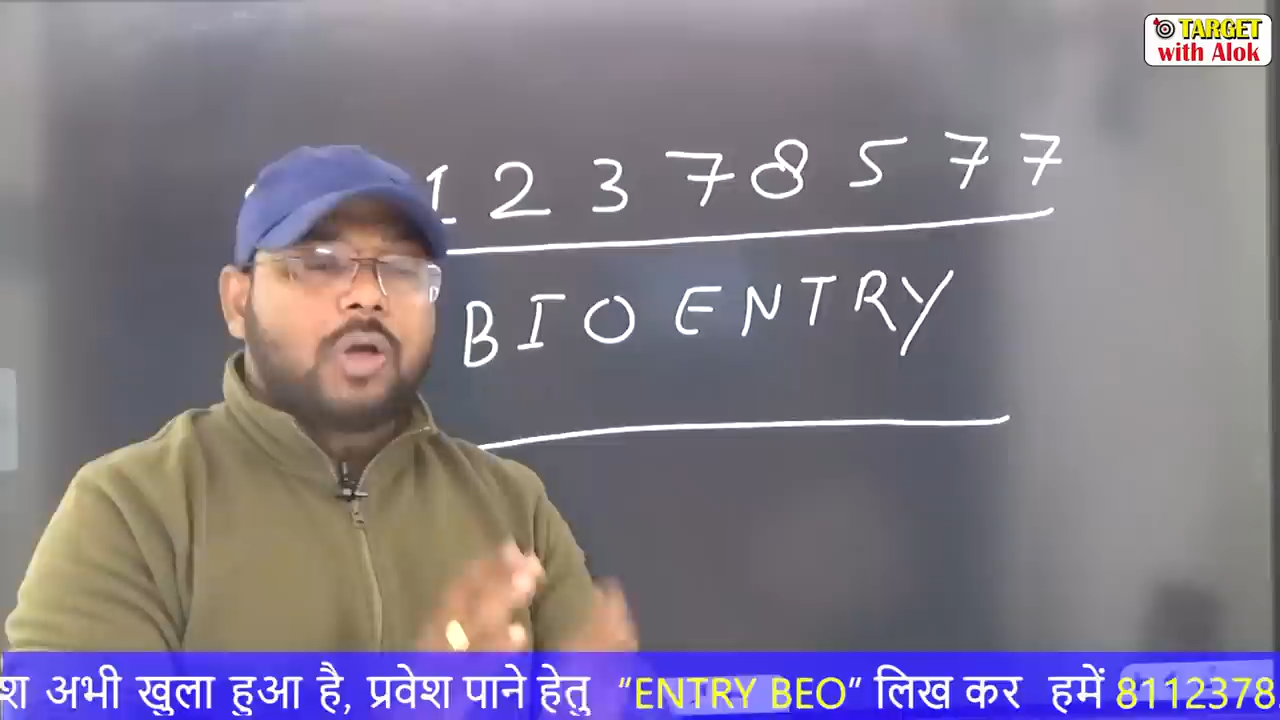 TARGET
with Alok
1 2 3 7 8 5 7 7
BIO ENTRY
श अभी खुला हुआ है, प्रवेश पाने हेतु “ENTRY BEO” लिख कर हमें 8112378